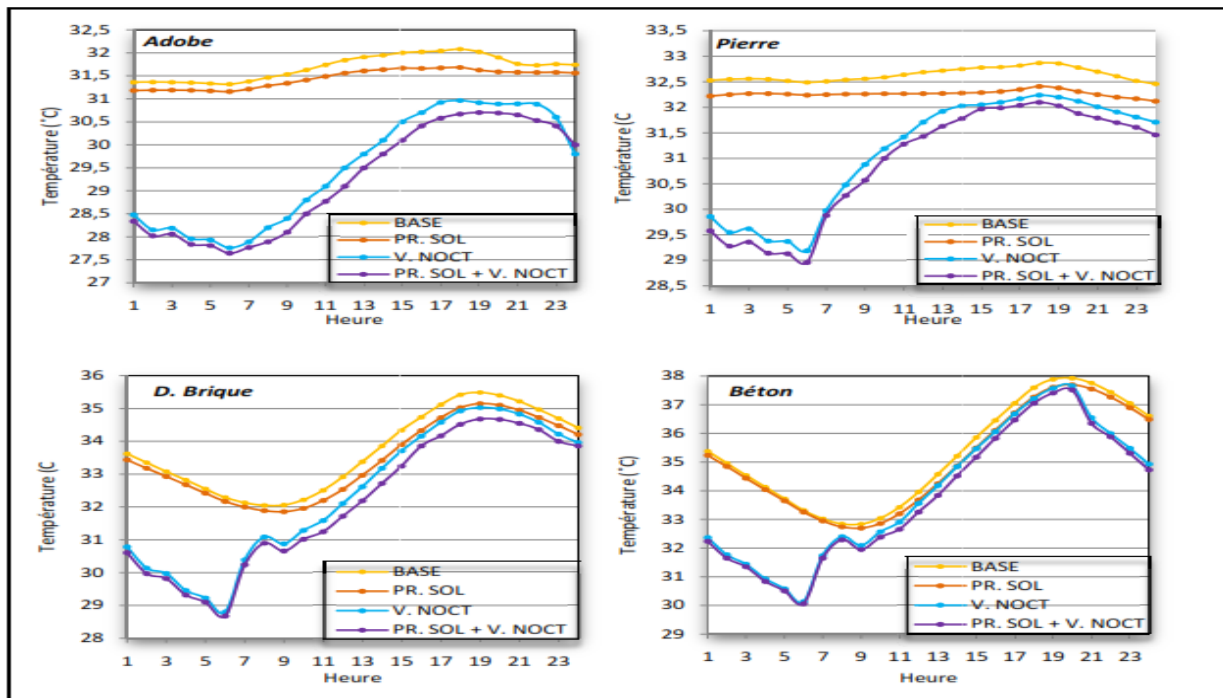 Adobe
Température (°C)
32,5
32
31,5
31
30,5
30
29,5
29
28,5
28
27,5
27
BASE
PR. SOL
V. NOCT
PR. SOL + V. NOCT
1 3 5 7 9 11 13 15 17 19 21 23
Heure
Pierre
Température (C
33,5
33
32,5
32
31,5
31
30,5
30
29,5
29
28,5
BASE
PR. SOL
V. NOCT
PR. SOL + V. NOCT
1 3 5 7 9 11 13 15 17 19 21 23
Heure
D. Brique
Température (C
36
35
34
33
32
31
30
29
28
BASE
PR. SOL
V. NOCT
PR. SOL + V. NOCT
1 3 5 7 9 11 13 15 17 19 21 23
Heure
Béton
Température (°C)
38
37
36
35
34
33
32
31
30
29
BASE
PR. SOL
V. NOCT
PR. SOL + V. NOCT
1 3 5 7 9 11 13 15 17 19 21 23
Heure